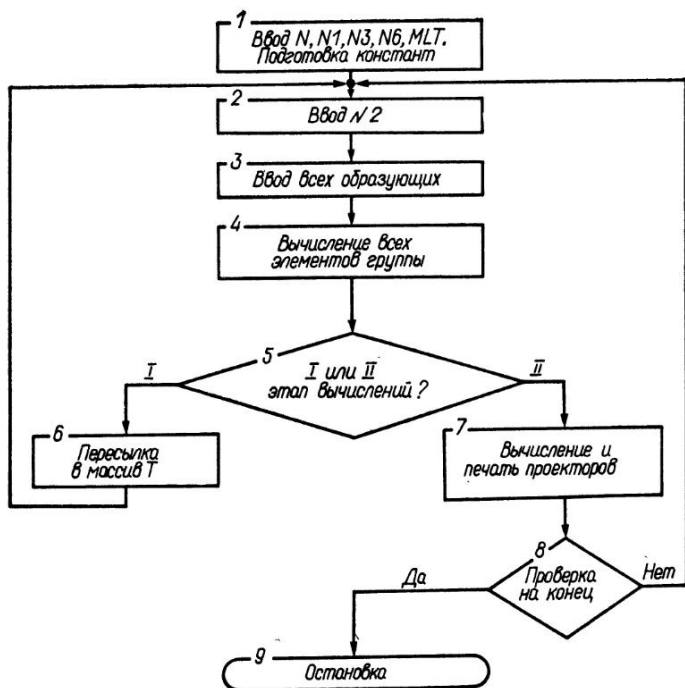 1
Ввод N, N1, N3, N6, MLT.
Подготовка констант
2
Ввод N2
3
Ввод всех образующих
4
Вычисление всех
элементов группы
5
I или II
этап вычислений?
I
II
6
Пересылка
в массив T
7
Вычисление и
печать проекторов
8
Проверка
на конец
Да
Нет
9
Остановка